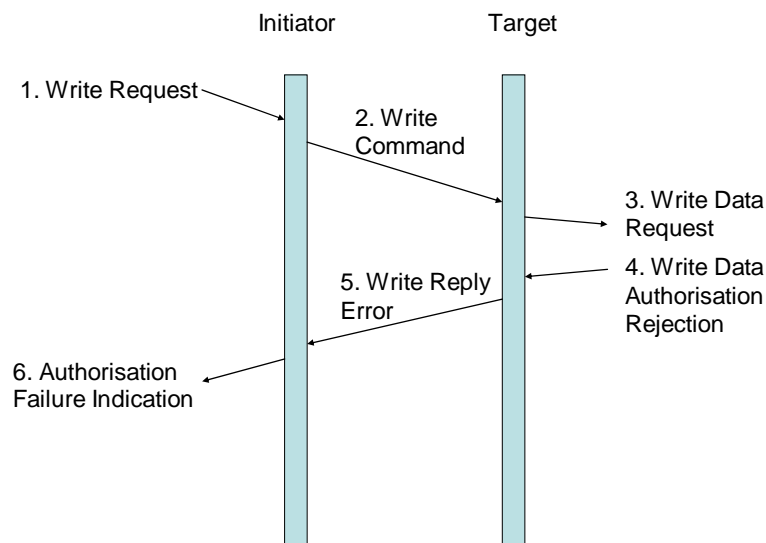 Initiator
Target
1. Write Request
2. Write
Command
3. Write Data
Request
4. Write Data
Authorisation
Rejection
5. Write Reply
Error
6. Authorisation
Failure Indication